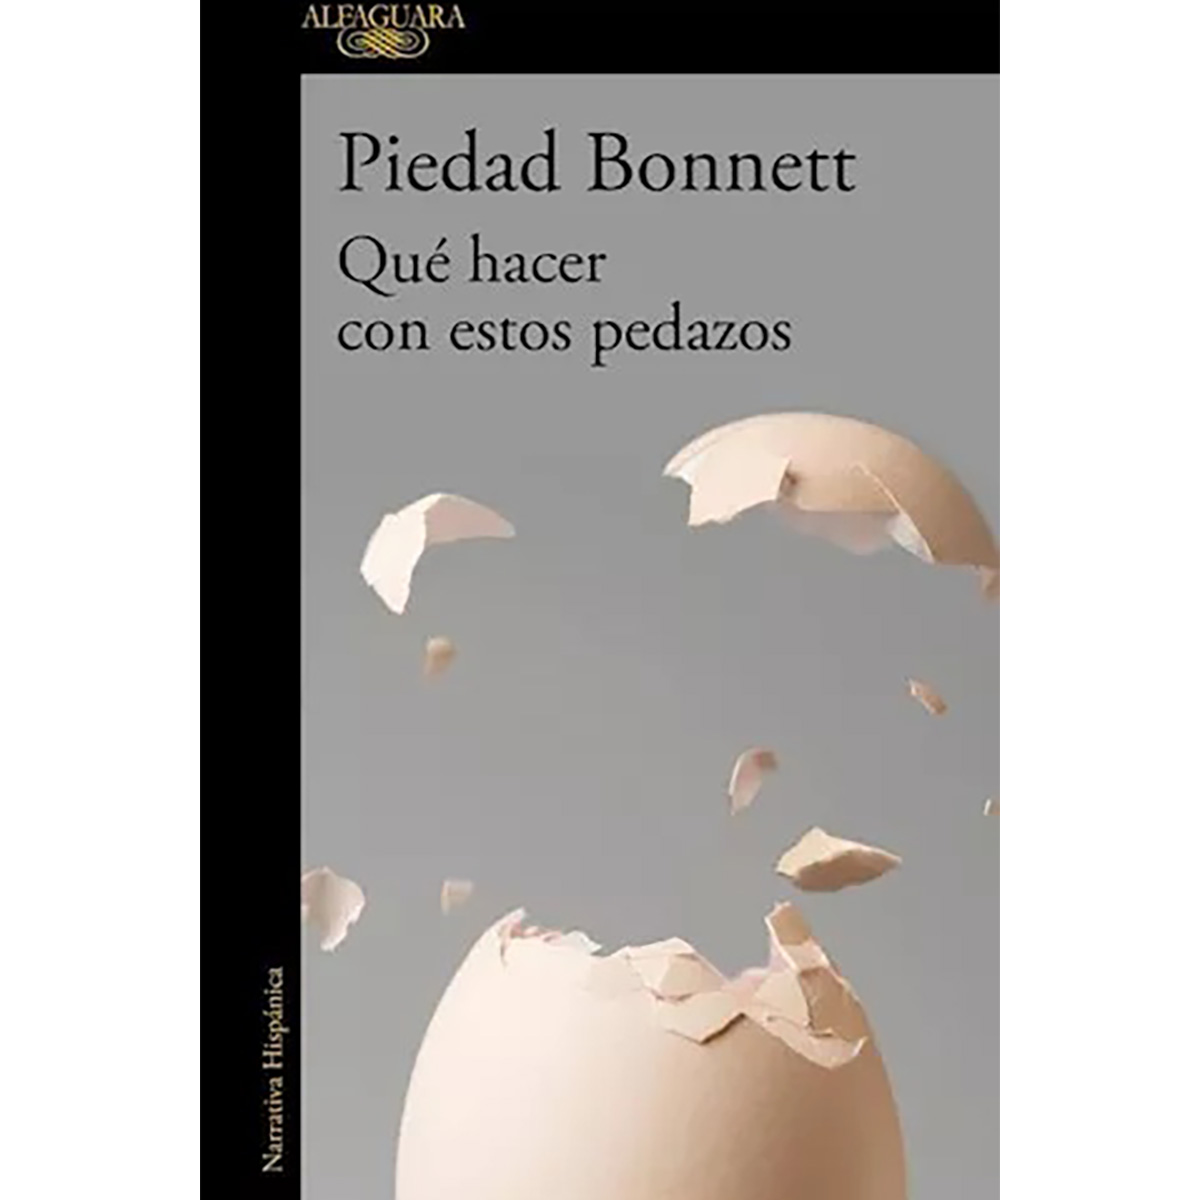 ALFAGUARA
Piedad Bonnett
Qué hacer
con estos pedazos
Narrativa Hispánica